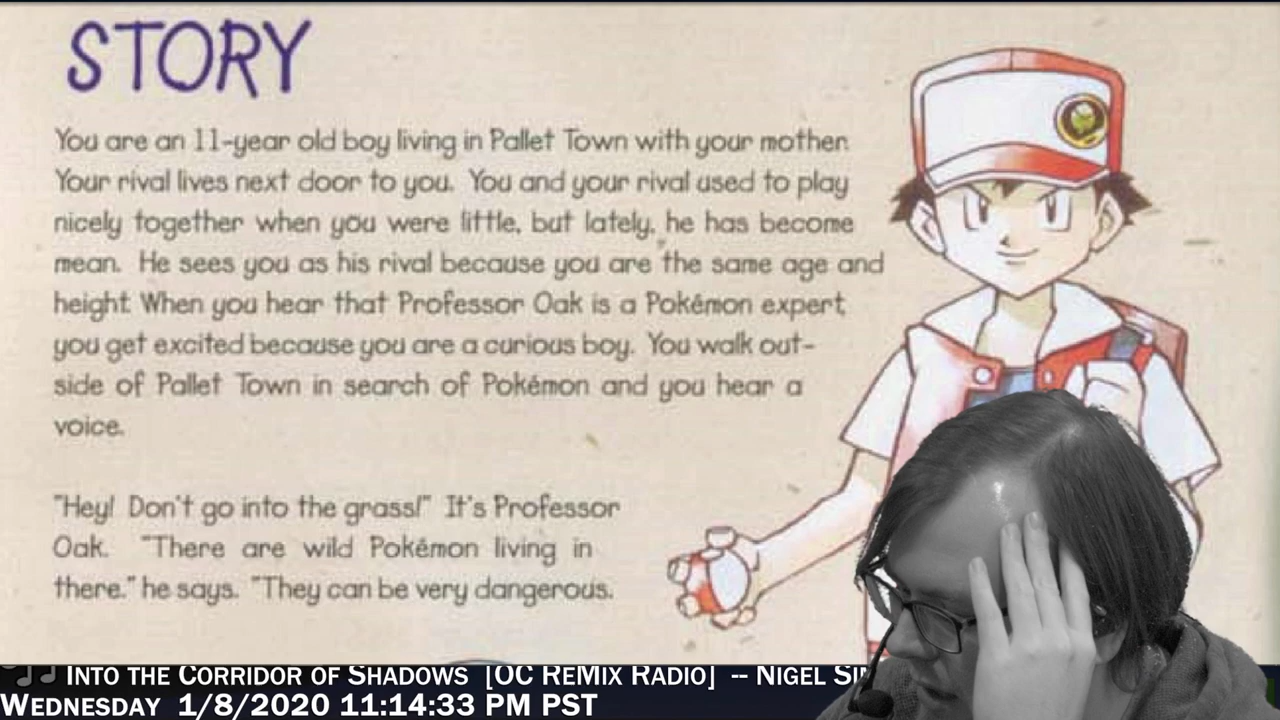 STORY
You are an 11-year old boy living in Pallet Town with your mother.
Your rival lives next door to you. You and your rival used to play
nicely together when you were little, but lately, he has become
mean. He sees you as his rival because you are the same age and
height. When you hear that Professor Oak is a Pokémon expert,
you get excited because you are a curious boy. You walk out-
side of Pallet Town in search of Pokémon and you hear a
voice.
"Hey! Don't go into the grass!" It's Professor
Oak. "There are wild Pokémon living in
there." he says. "They can be very dangerous.
INTO THE CORRIDOR OF SHADOWS [OC REMIX RADIO] -- NIGEL
WEDNESDAY 1/8/2020 11:14:33 PM PST